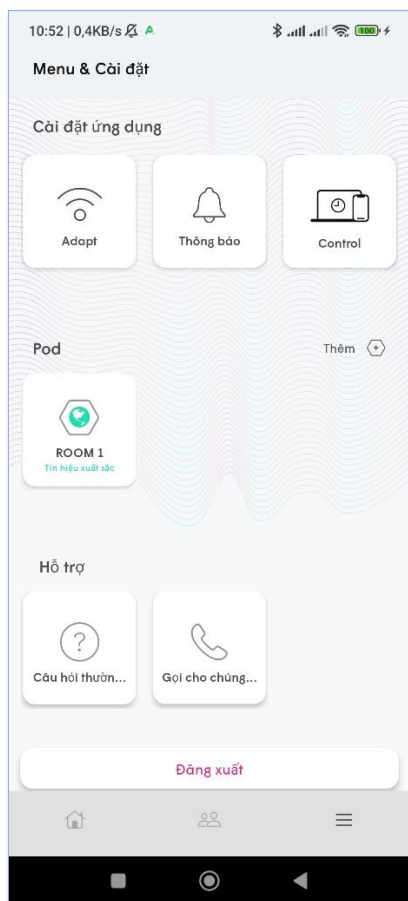 10:52 | 0,4KB/s
100
Menu & Cài đặt
Cài đặt ứng dụng
Adapt
Thông báo
Control
Pod
Thêm
ROOM 1
Tín hiệu xuất sắc
Hỗ trợ
Câu hỏi thườn...
Gọi cho chúng...
Đăng xuất